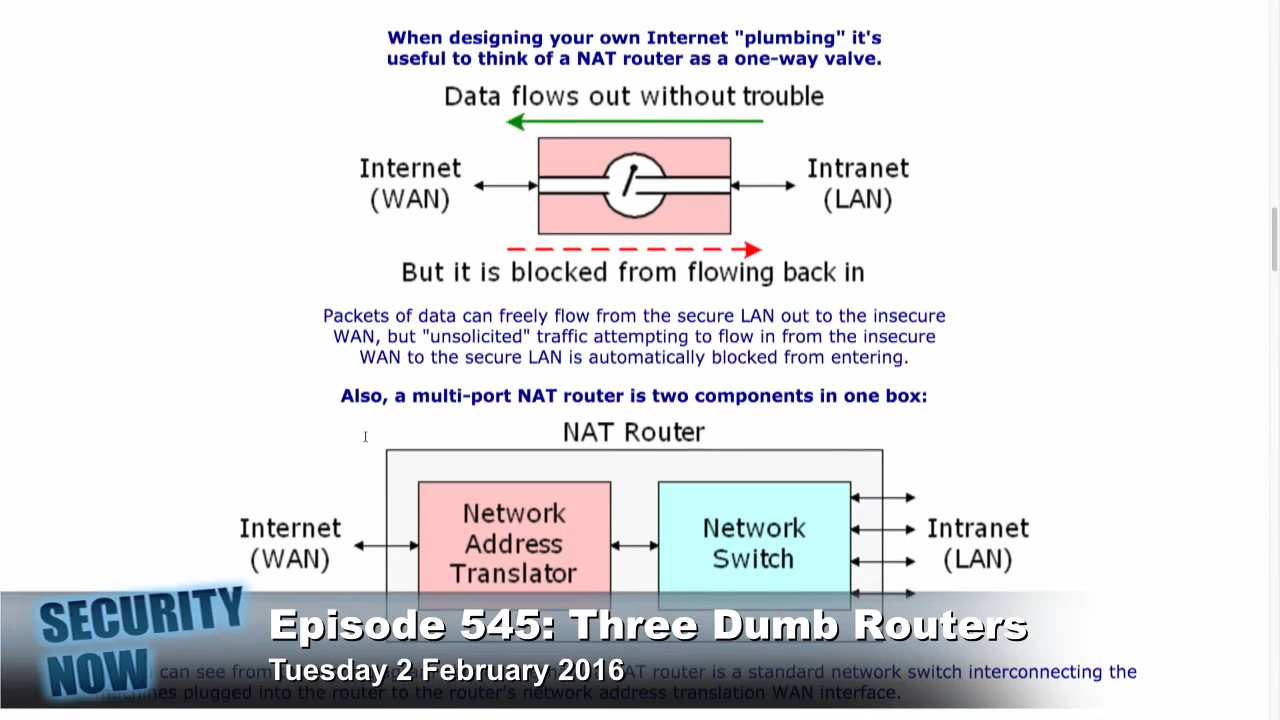 When designing your own Internet "plumbing" it's
useful to think of a NAT router as a one-way valve.
Data flows out without trouble
Internet
(WAN)
Intranet
(LAN)
But it is blocked from flowing back in
Packets of data can freely flow from the secure LAN out to the insecure
WAN, but "unsolicited" traffic attempting to flow in from the insecure
WAN to the secure LAN is automatically blocked from entering.
Also, a multi-port NAT router is two components in one box:
NAT Router
Internet
(WAN)
Network
Address
Translator
Network
Switch
Intranet
(LAN)
SECURITY
NOW
Episode 545: Three Dumb Routers
Tuesday 2 February 2016
can see from NAT router is a standard network switch interconnecting the
plugged into the router to the router's network address translation WAN interface.